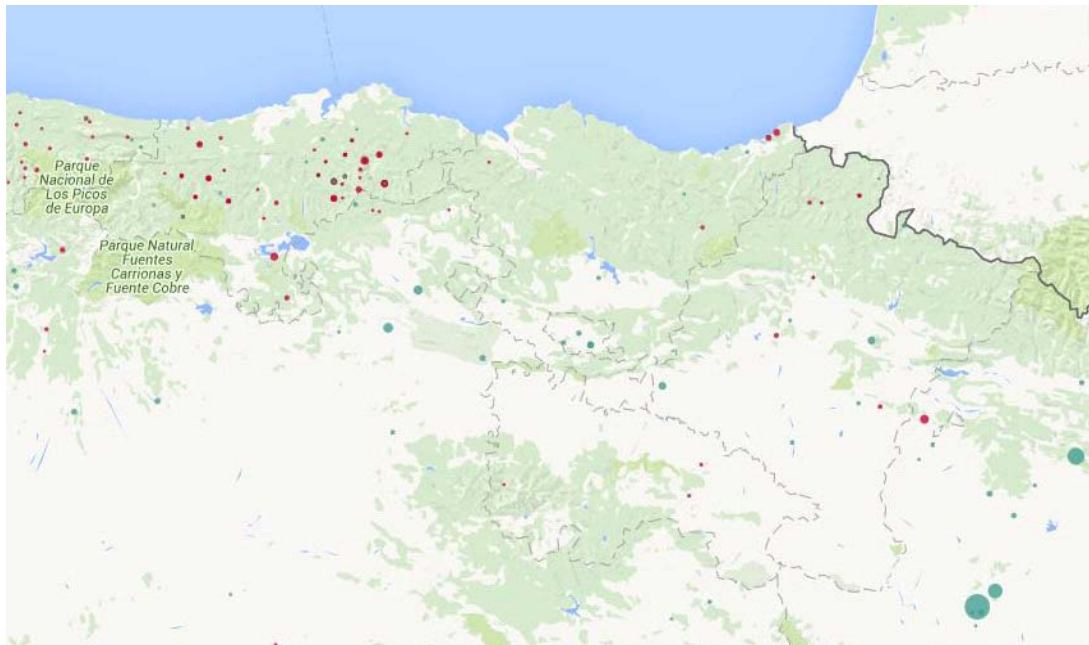 Parque
Nacional de
Los Picos
de Europa
Parque Natural
Fuentes
Carrionas y
Fuente Cobre